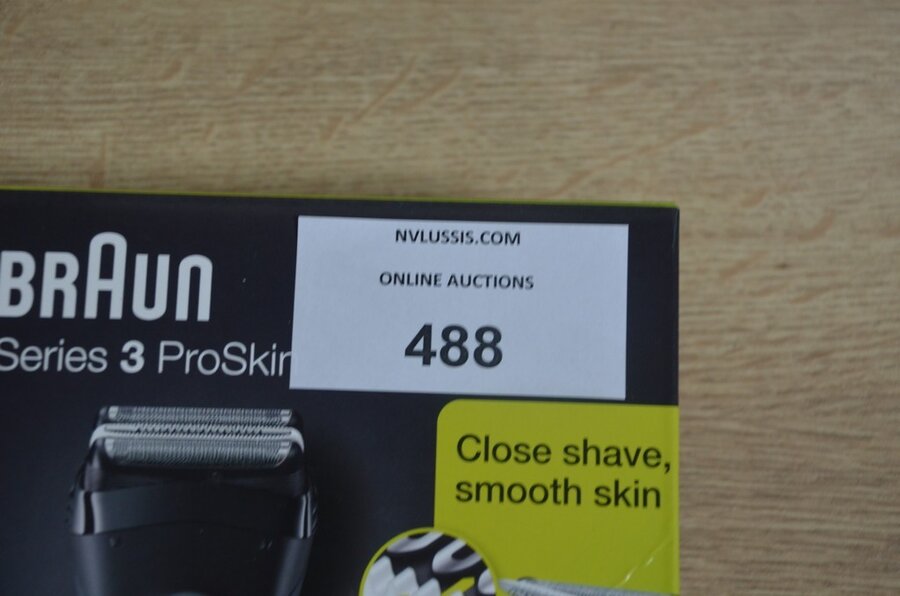 BRAUN
Series 3 ProSkin
NVLUSSIS.COM
ONLINE AUCTIONS
488
Close shave,
smooth skin